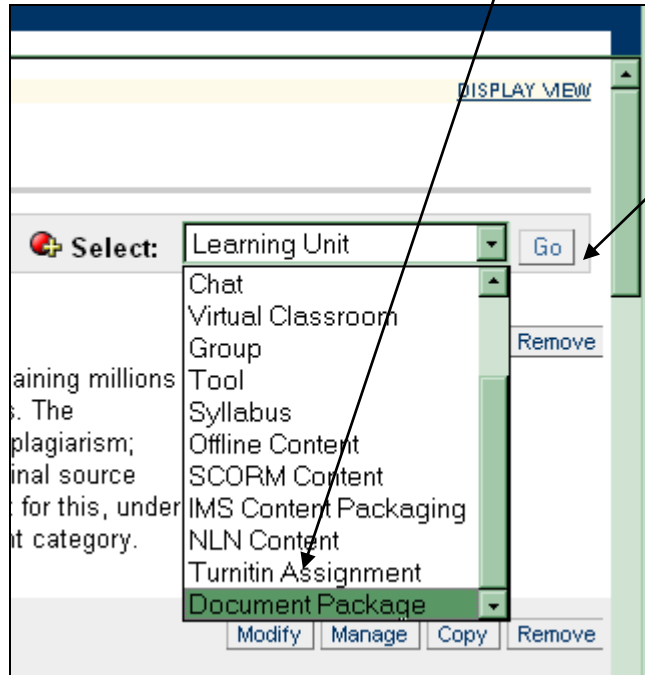 DISPLAY VIEW
Select: Learning Unit Go
Chat
Virtual Classroom
Group
Remove
aining millions Tool
s. The Syllabus
plagiarism; Offline Content
inal source SCORM Content
for this, under IMS Content Packaging
nt category. NLN Content
Turnitin Assignment
Document Package
Modify Manage Copy Remove